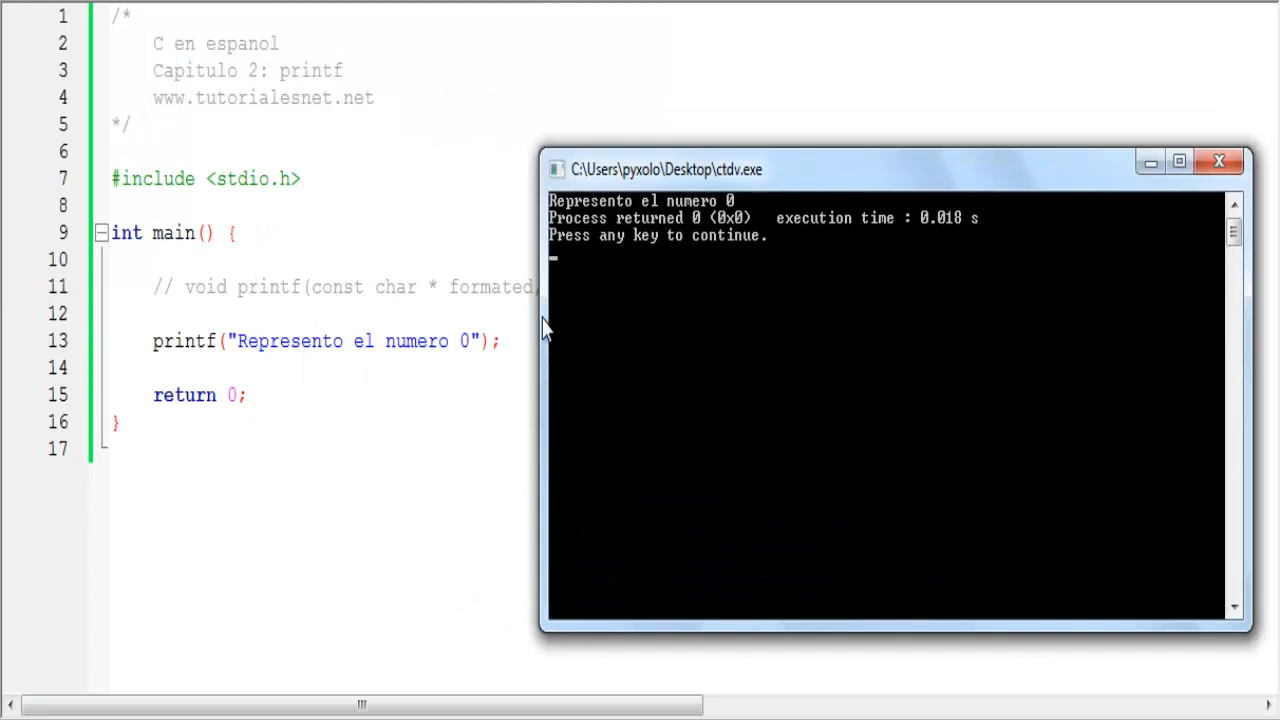 1 /*
2 C en espanol
3 Capitulo 2: printf
4 www.tutorialesnet.net
5 */
6
7 #include <stdio.h>
8
9 int main() {
10
11 // void printf(const char * formated,
12
13 printf("Represento el numero 0");
14
15 return 0;
16 }
17
C:\Users\pyxolo\Desktop\ctdv.exe
Represento el numero 0
Process returned 0 (0x0)   execution time : 0.018 s
Press any key to continue.